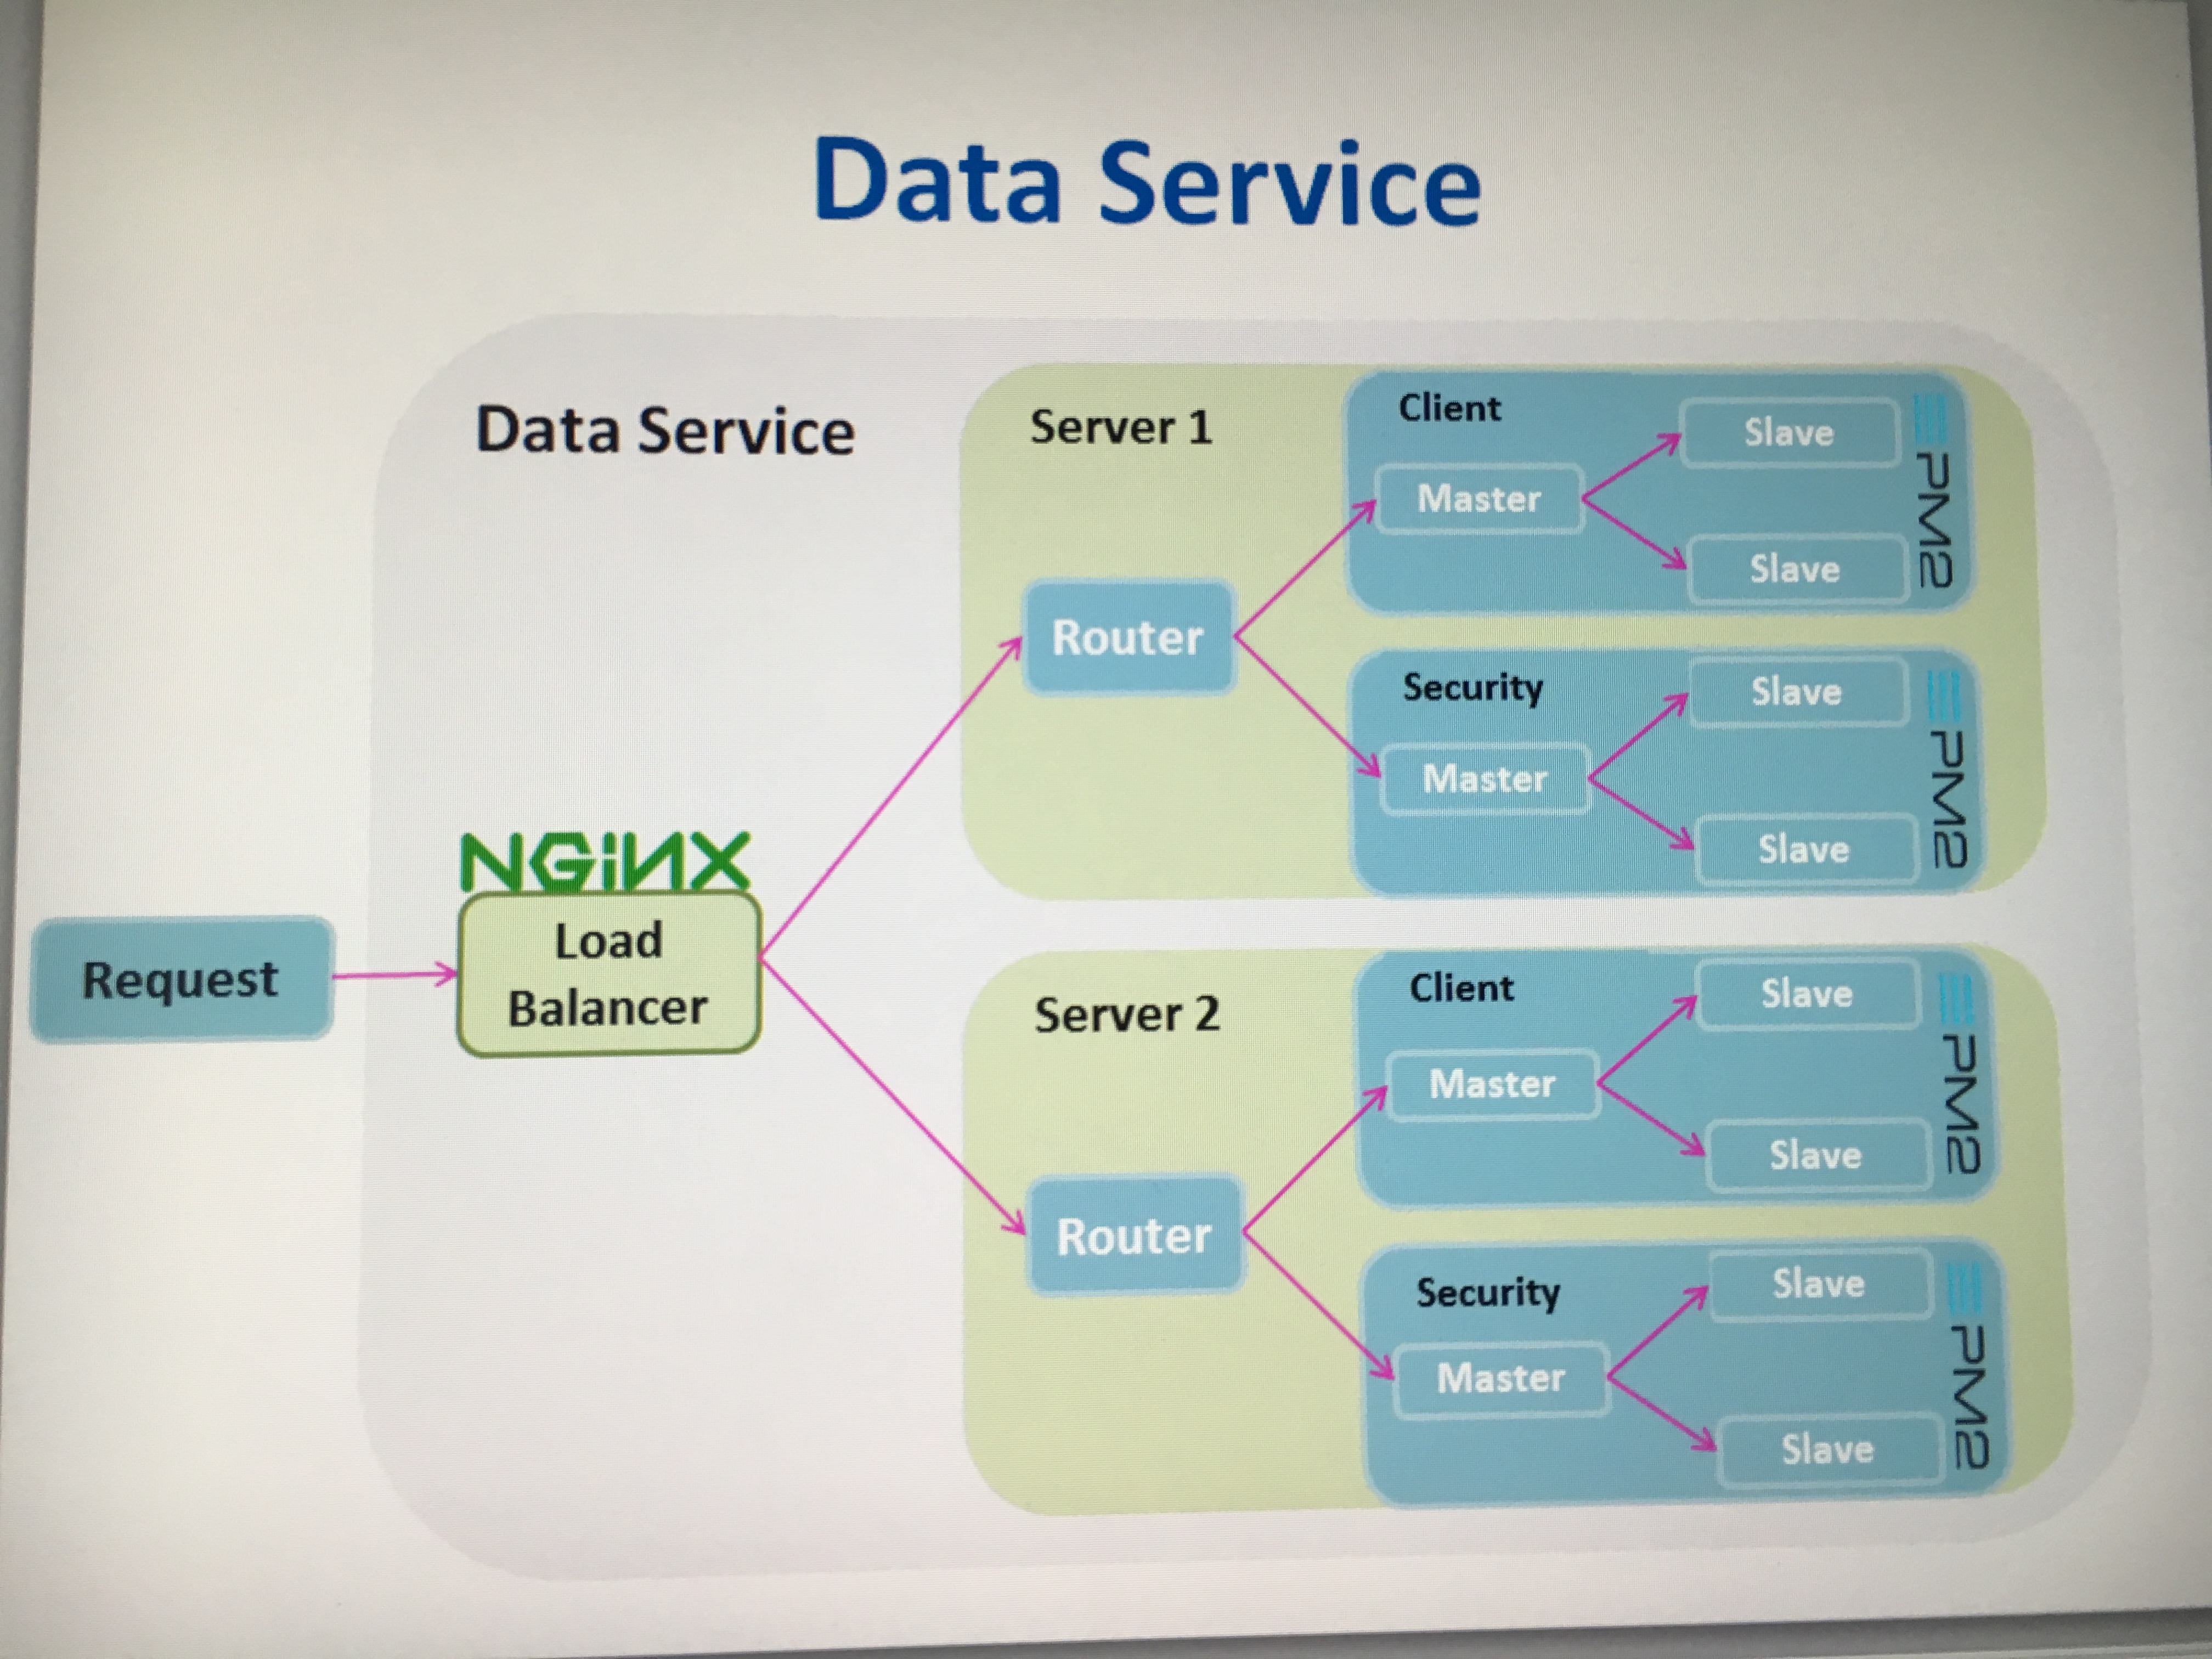 Data Service
Data Service
Server 1
Client
Slave
Master
Slave
PM2
Router
Security
Slave
Master
Slave
PM2
NGiNX
Load
Balancer
Request
Server 2
Client
Slave
Master
Slave
PM2
Router
Security
Slave
Master
Slave
PM2